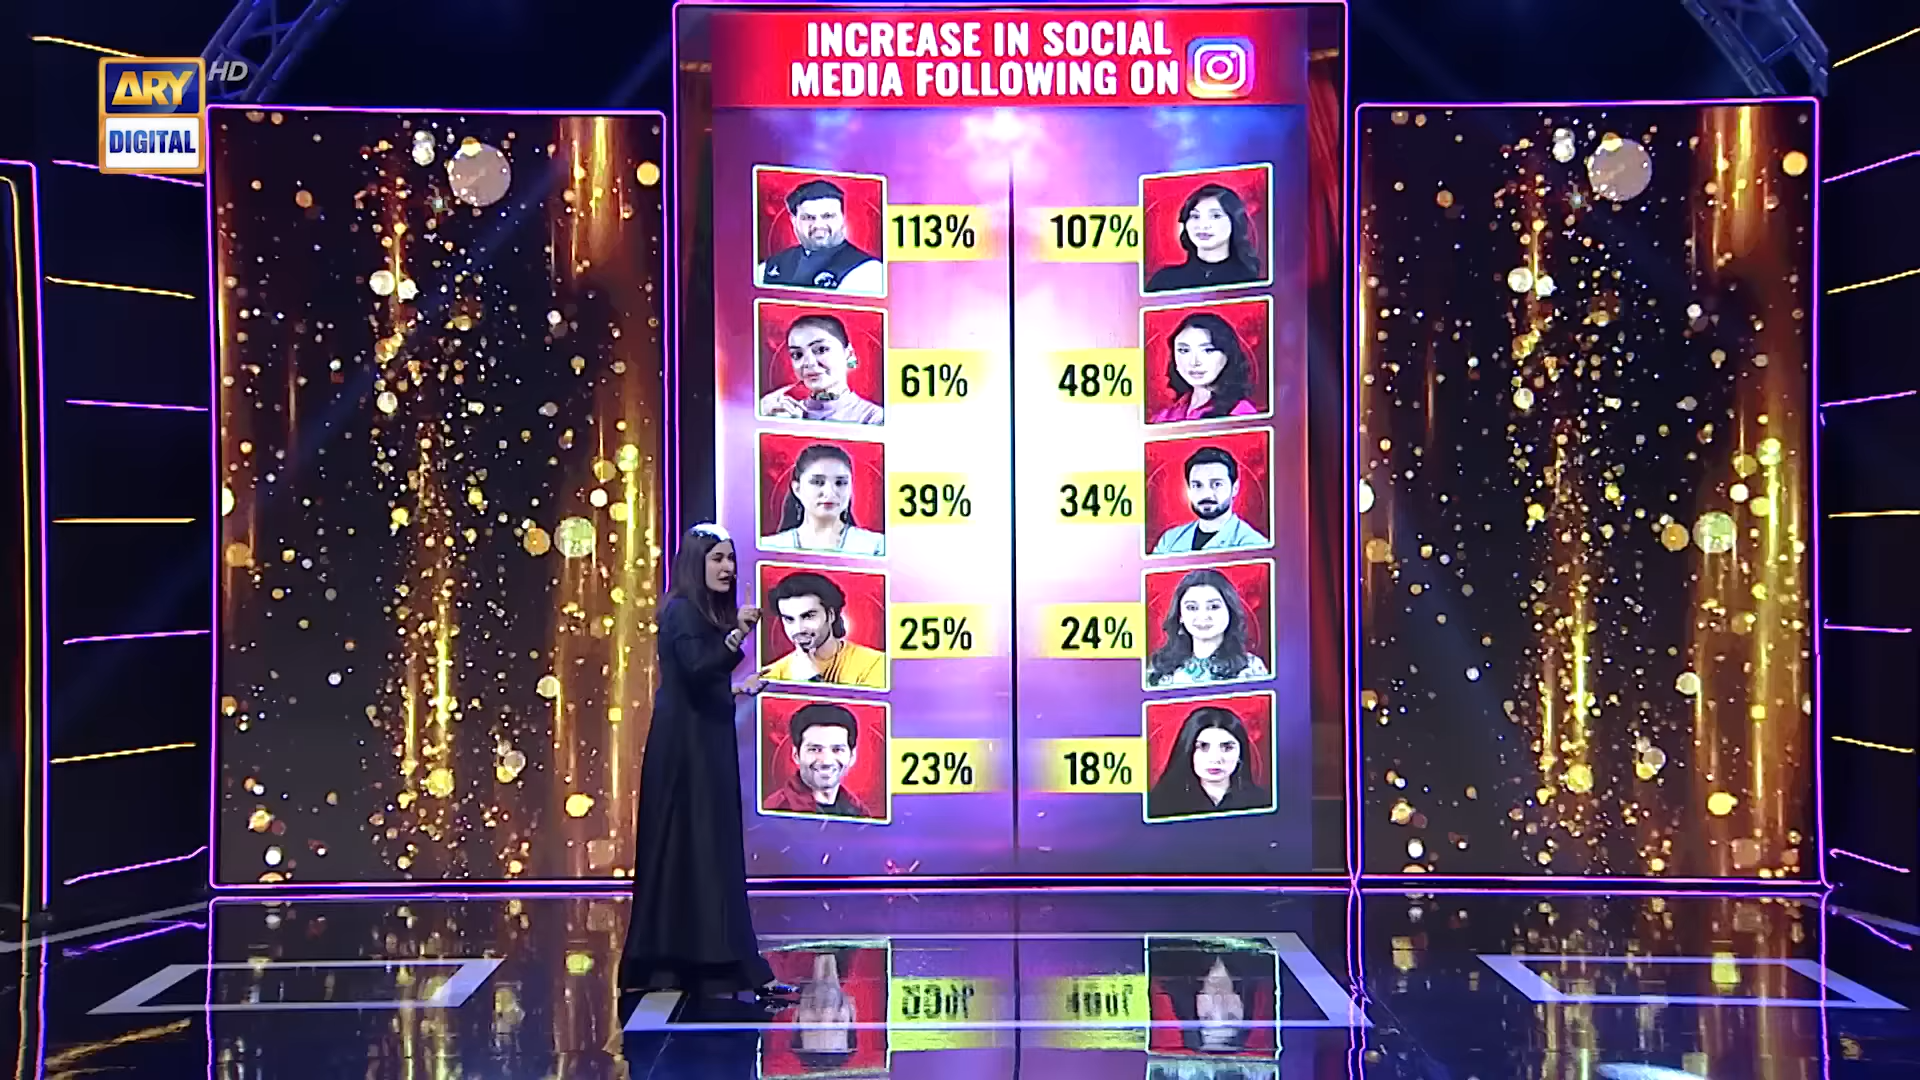 ARY HD
DIGITAL
INCREASE IN SOCIAL
MEDIA FOLLOWING ON
113% 107%
61% 48%
39% 34%
25% 24%
23% 18%